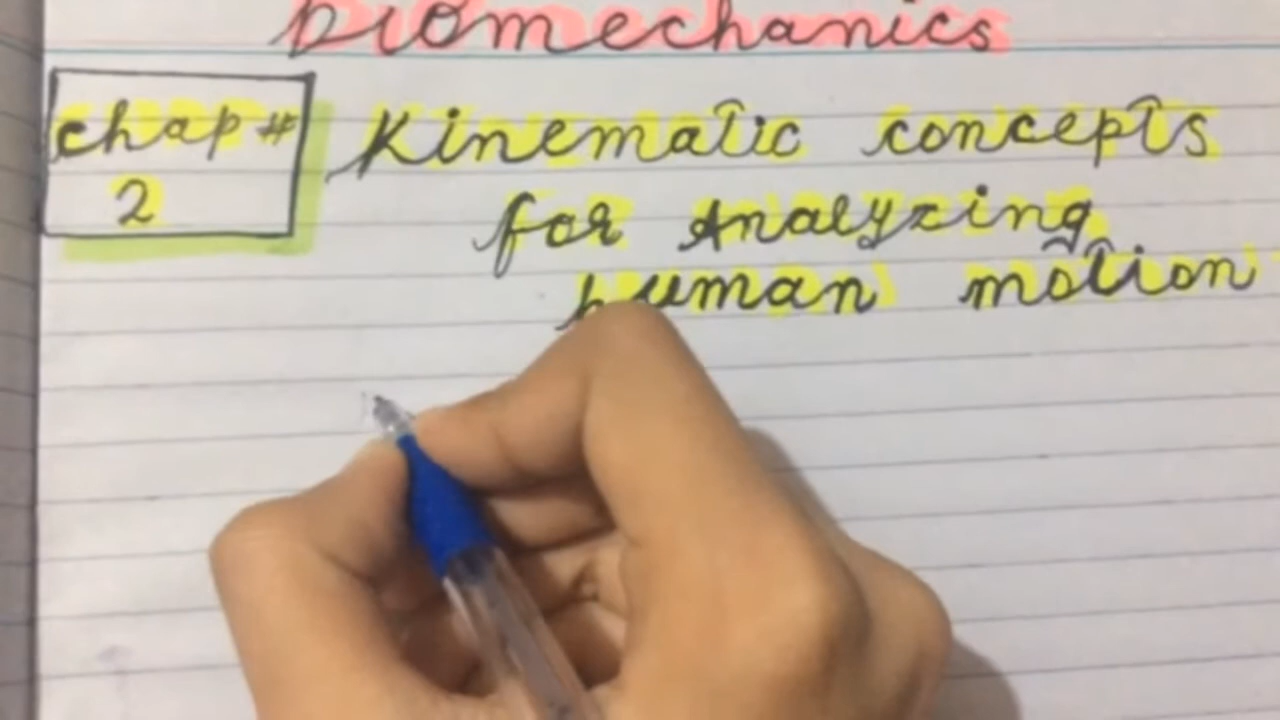 Biomechanics
chap #
2
Kinematic concepts
for Analyzing
human motion